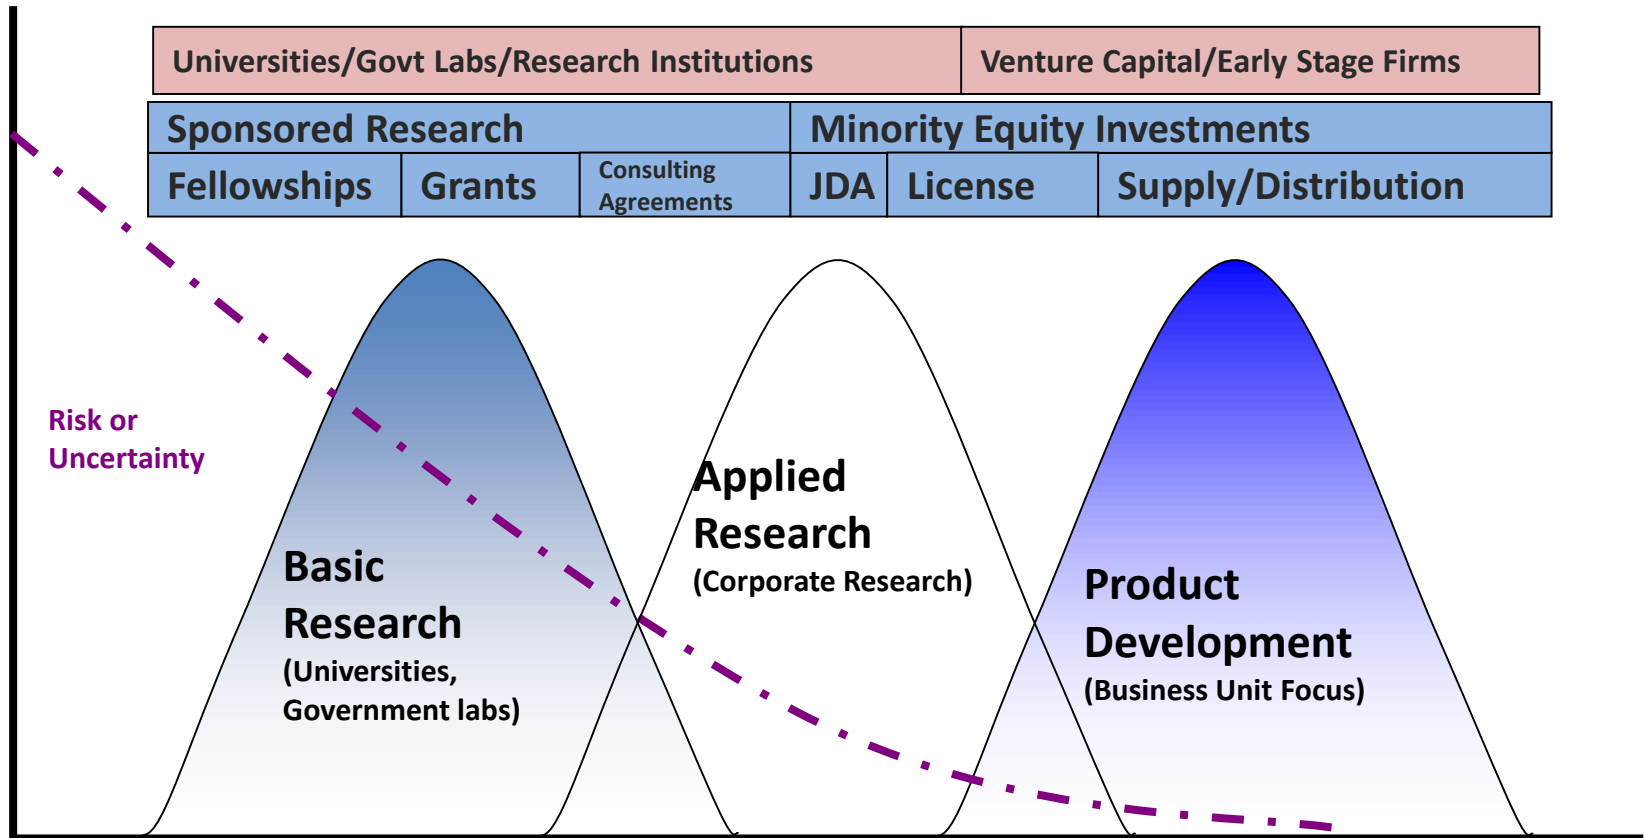 Universities/Govt Labs/Research Institutions
Venture Capital/Early Stage Firms
Sponsored Research
Minority Equity Investments
Fellowships
Grants
Consulting
Agreements
JDA
License
Supply/Distribution
Risk or
Uncertainty
Basic
Research
(Universities,
Government labs)
Applied
Research
(Corporate Research)
Product
Development
(Business Unit Focus)